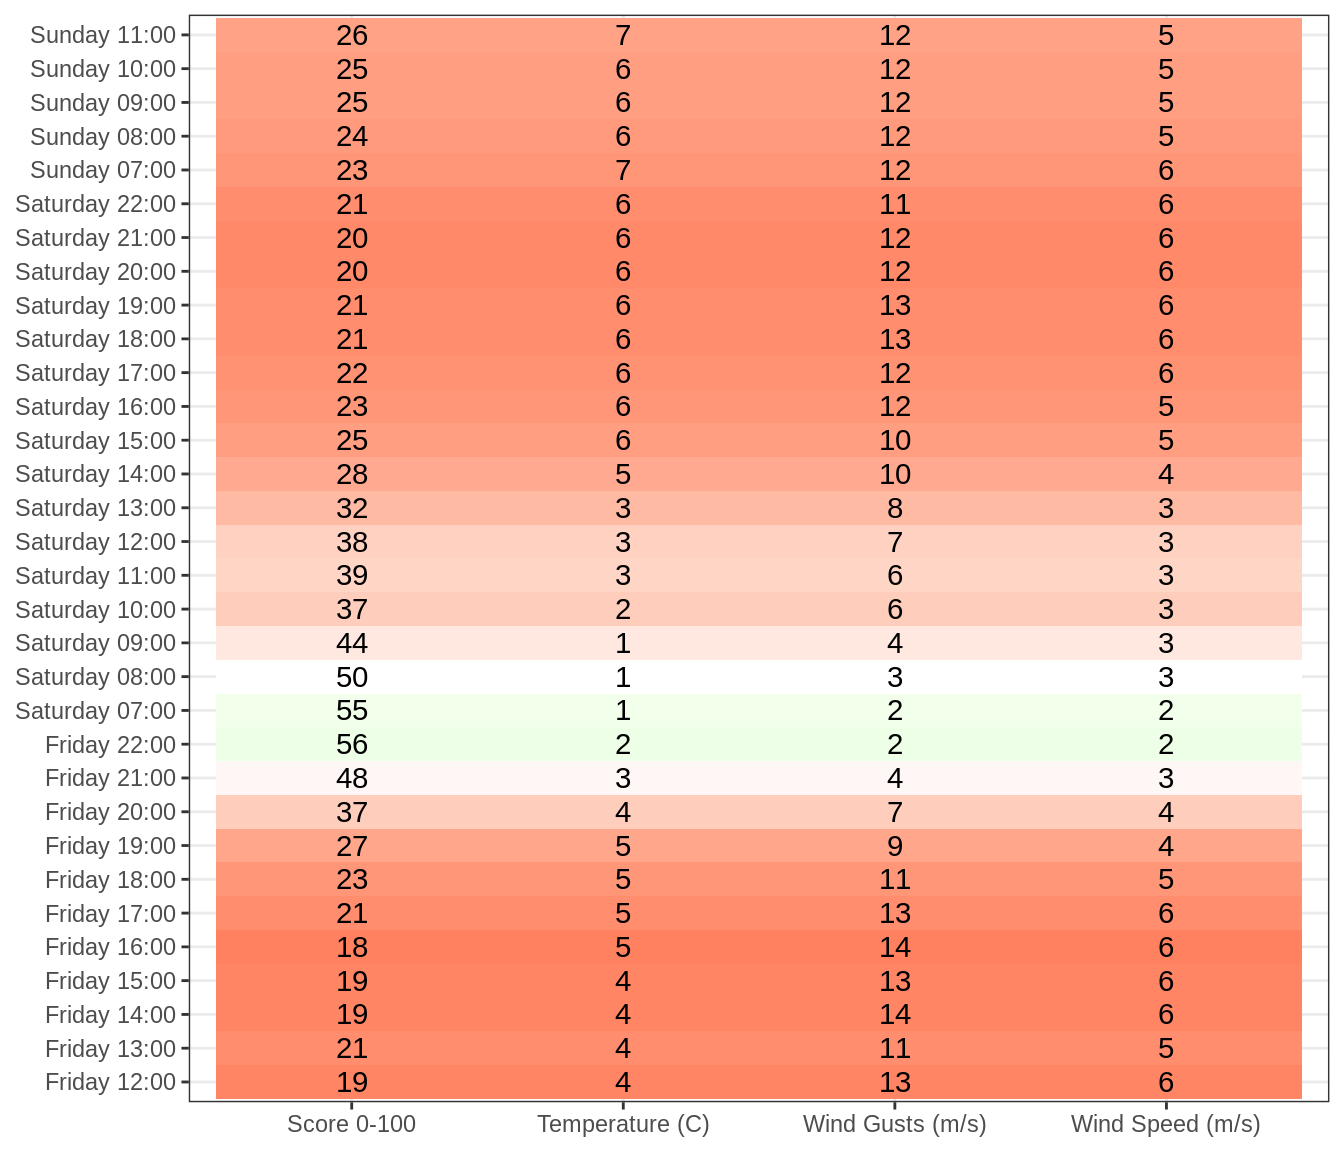 Sunday 11:00 26 7 12 5
Sunday 10:00 25 6 12 5
Sunday 09:00 25 6 12 5
Sunday 08:00 24 6 12 5
Sunday 07:00 23 7 12 6
Saturday 22:00 21 6 11 6
Saturday 21:00 20 6 12 6
Saturday 20:00 20 6 12 6
Saturday 19:00 21 6 13 6
Saturday 18:00 21 6 13 6
Saturday 17:00 22 6 12 6
Saturday 16:00 23 6 12 5
Saturday 15:00 25 6 10 5
Saturday 14:00 28 5 10 4
Saturday 13:00 32 3 8 3
Saturday 12:00 38 3 7 3
Saturday 11:00 39 3 6 3
Saturday 10:00 37 2 6 3
Saturday 09:00 44 1 4 3
Saturday 08:00 50 1 3 3
Saturday 07:00 55 1 2 2
Friday 22:00 56 2 2 2
Friday 21:00 48 3 4 3
Friday 20:00 37 4 7 4
Friday 19:00 27 5 9 4
Friday 18:00 23 5 11 5
Friday 17:00 21 5 13 6
Friday 16:00 18 5 14 6
Friday 15:00 19 4 13 6
Friday 14:00 19 4 14 6
Friday 13:00 21 4 11 5
Friday 12:00 19 4 13 6
Score 0-100 Temperature (C) Wind Gusts (m/s) Wind Speed (m/s)